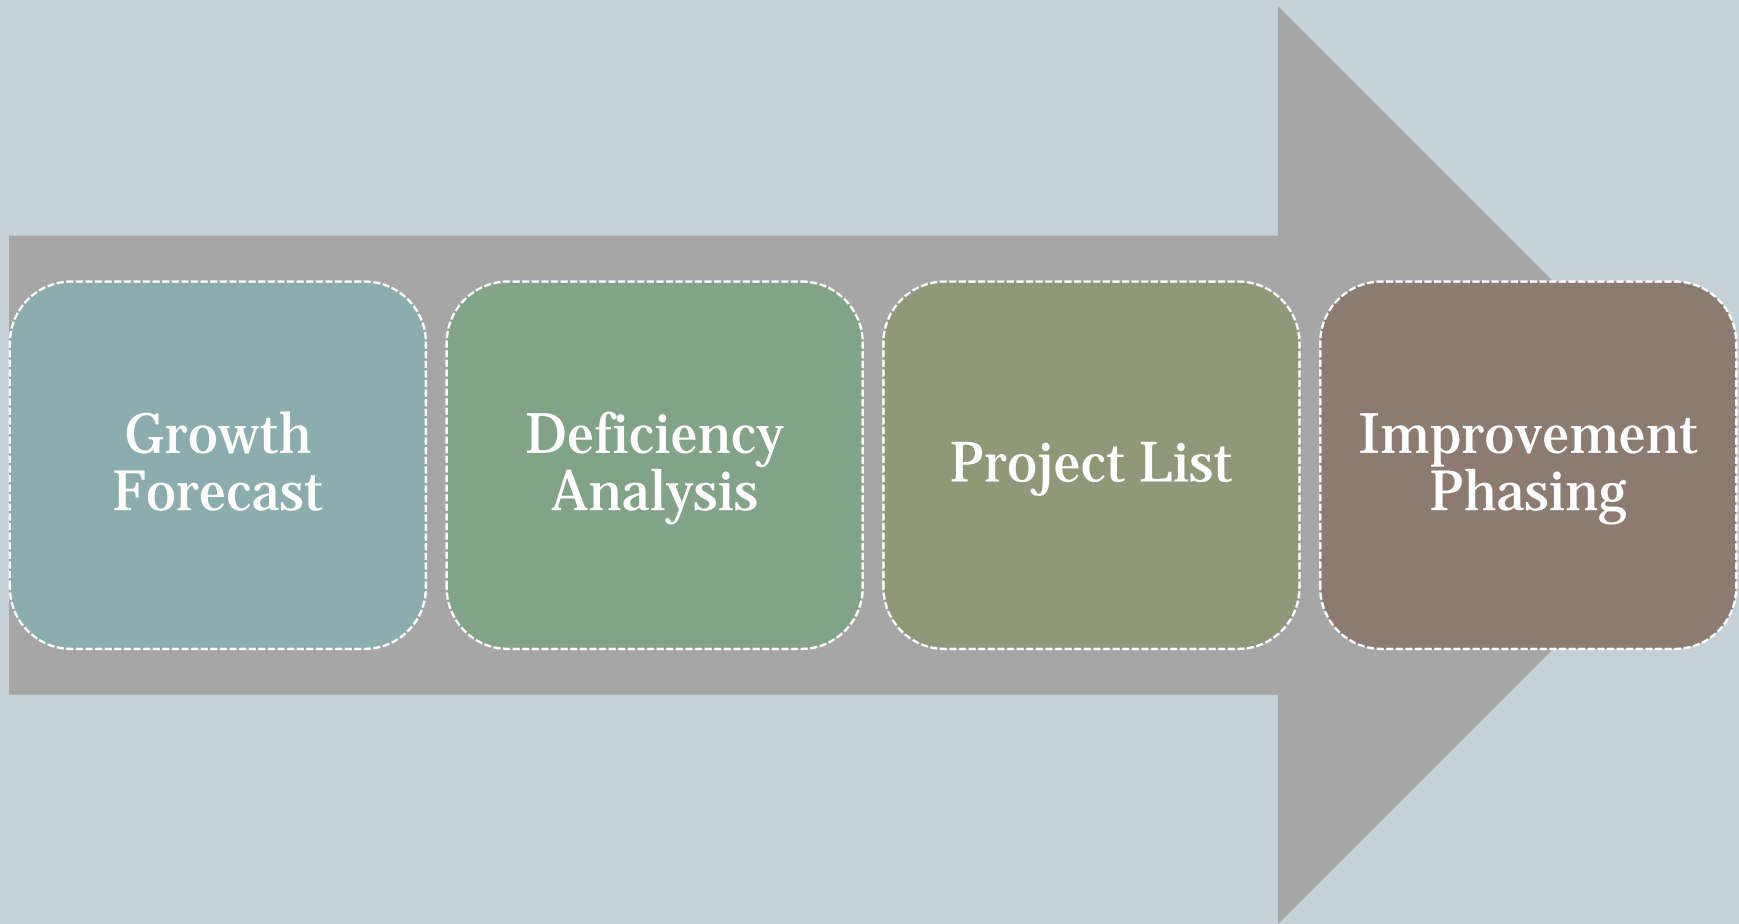 Growth
Forecast
Deficiency
Analysis
Project List
Improvement
Phasing